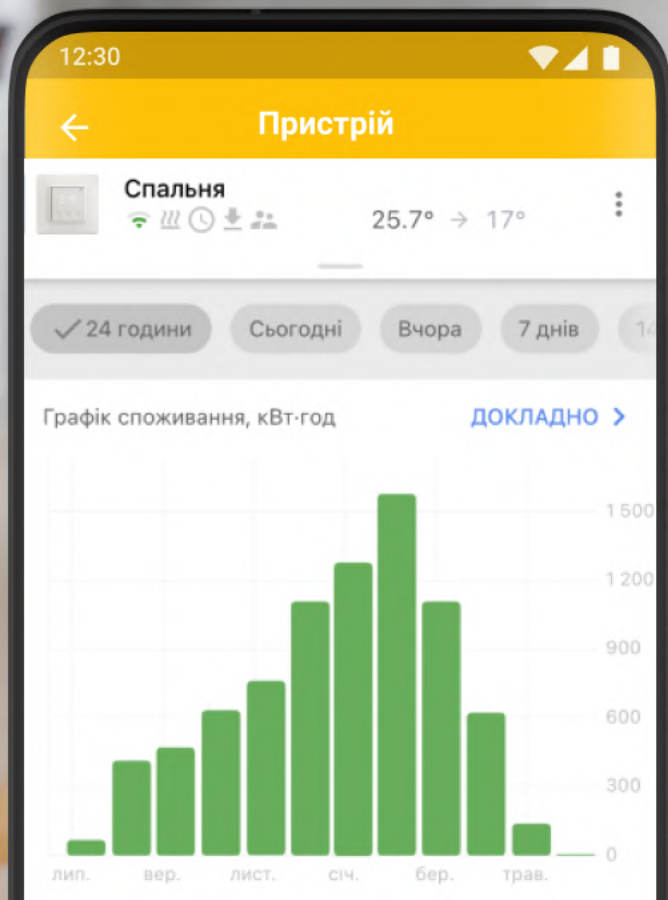 12:30
Пристрій
Спальня
25.7° → 17°
24 години Сьогодні Вчора 7 днів
Графік споживання, кВт·год ДОКЛАДНО
1 500
1 200
900
600
300
0
лип. вер. лист. січ. бер. трав.